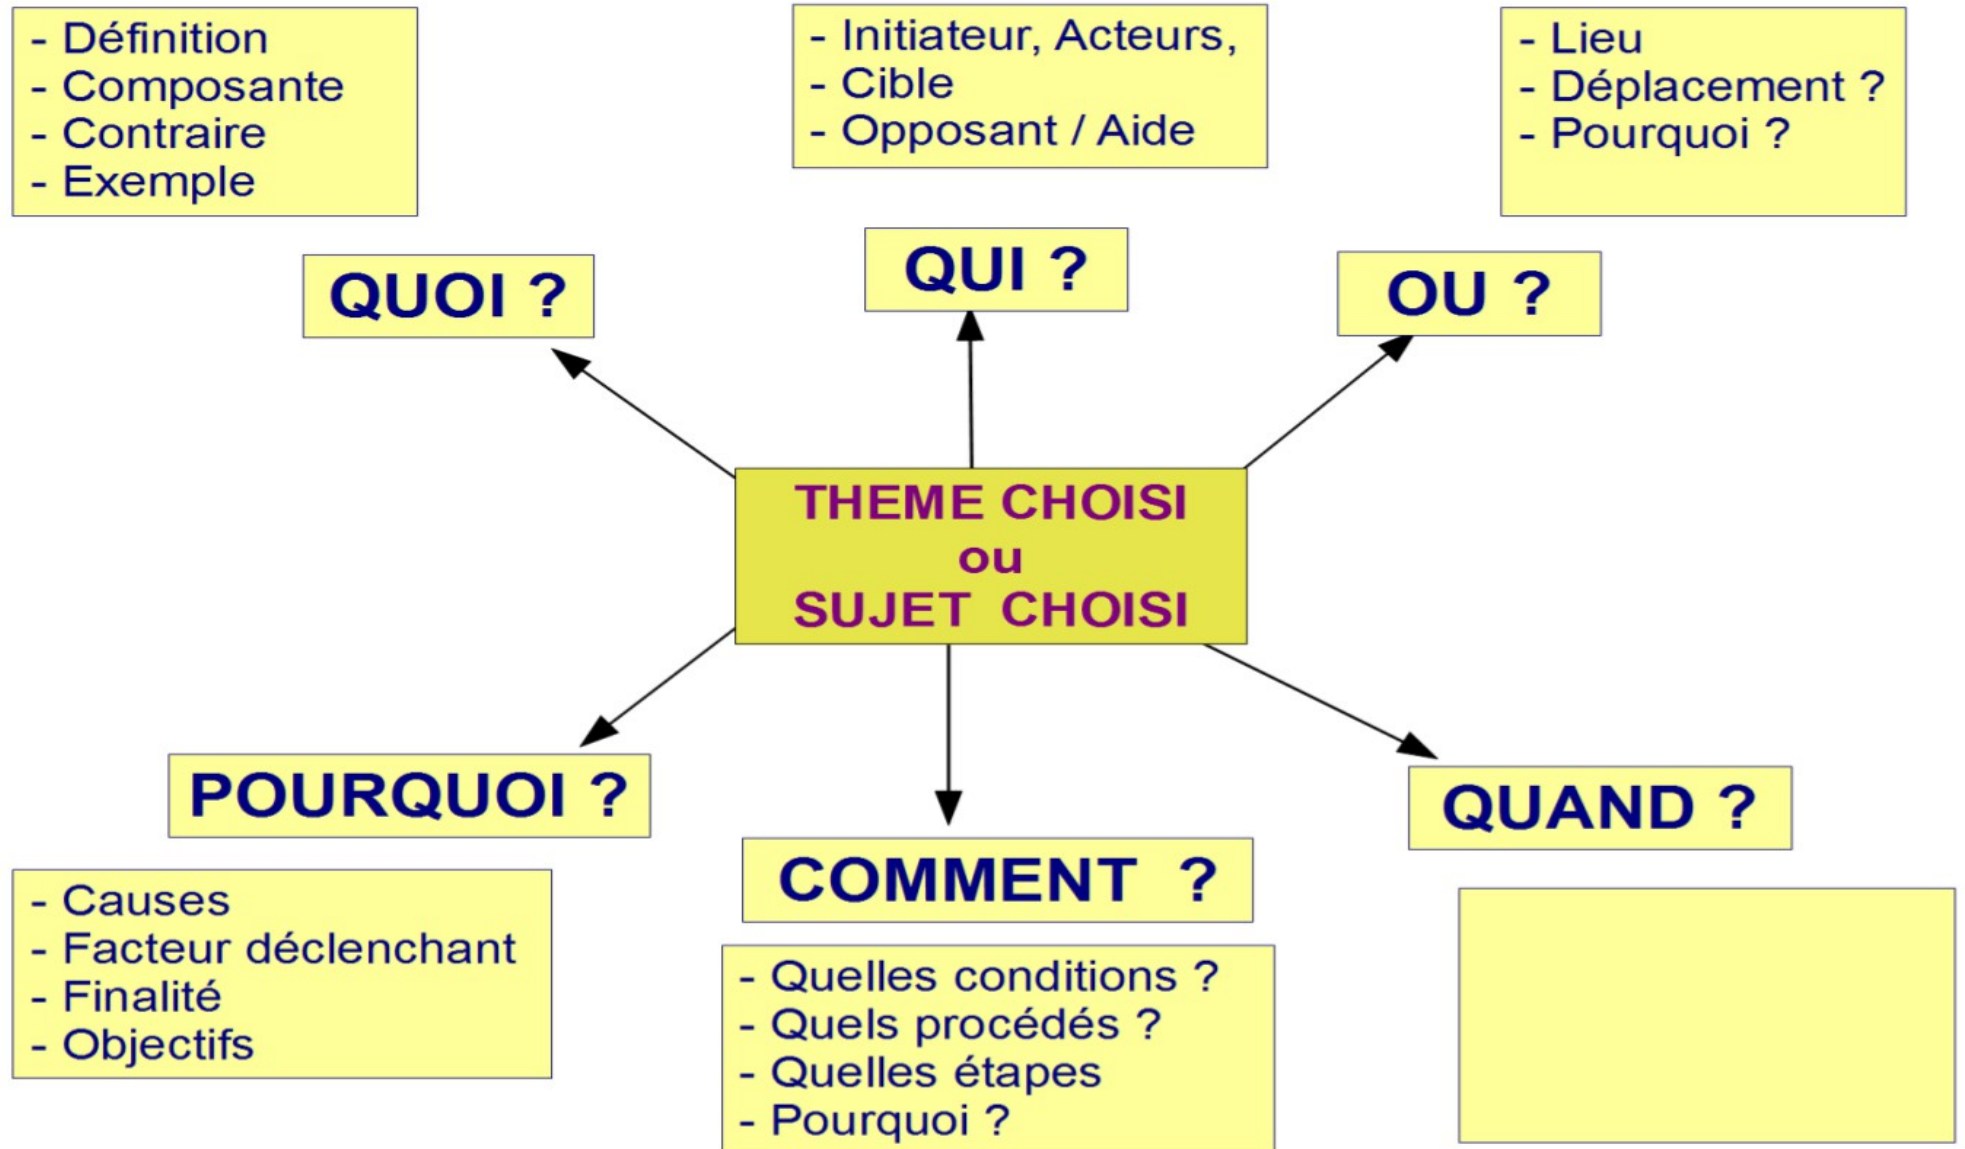 - Définition
- Composante
- Contraire
- Exemple
- Initiateur, Acteurs,
- Cible
- Opposant / Aide
- Lieu
- Déplacement ?
- Pourquoi ?
QUOI ?
QUI ?
OU ?
THEME CHOISI
ou
SUJET CHOISI
POURQUOI ?
- Causes
- Facteur déclenchant
- Finalité
- Objectifs
COMMENT ?
- Quelles conditions ?
- Quels procédés ?
- Quelles étapes
- Pourquoi ?
QUAND ?